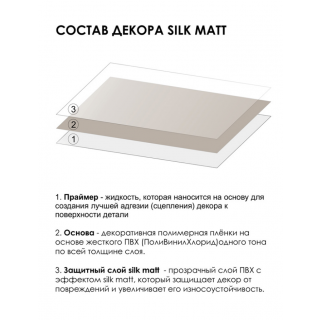 СОСТАВ ДЕКОРА SILK MATT
3
2
1
1. Праймер - жидкость, которая наносится на основу для
создания лучшей адгезии (сцепления) декора к
поверхности детали
2. Основа - декоративная полимерная плёнки на
основе жесткого ПВХ (ПолиВинилХлорид)одного тона
по всей толщине слоя.
3. Защитный слой silk matt - прозрачный слой ПВХ с
эффектом silk matt, который защищает декор от
повреждений и увеличивает его износоустойчивость.